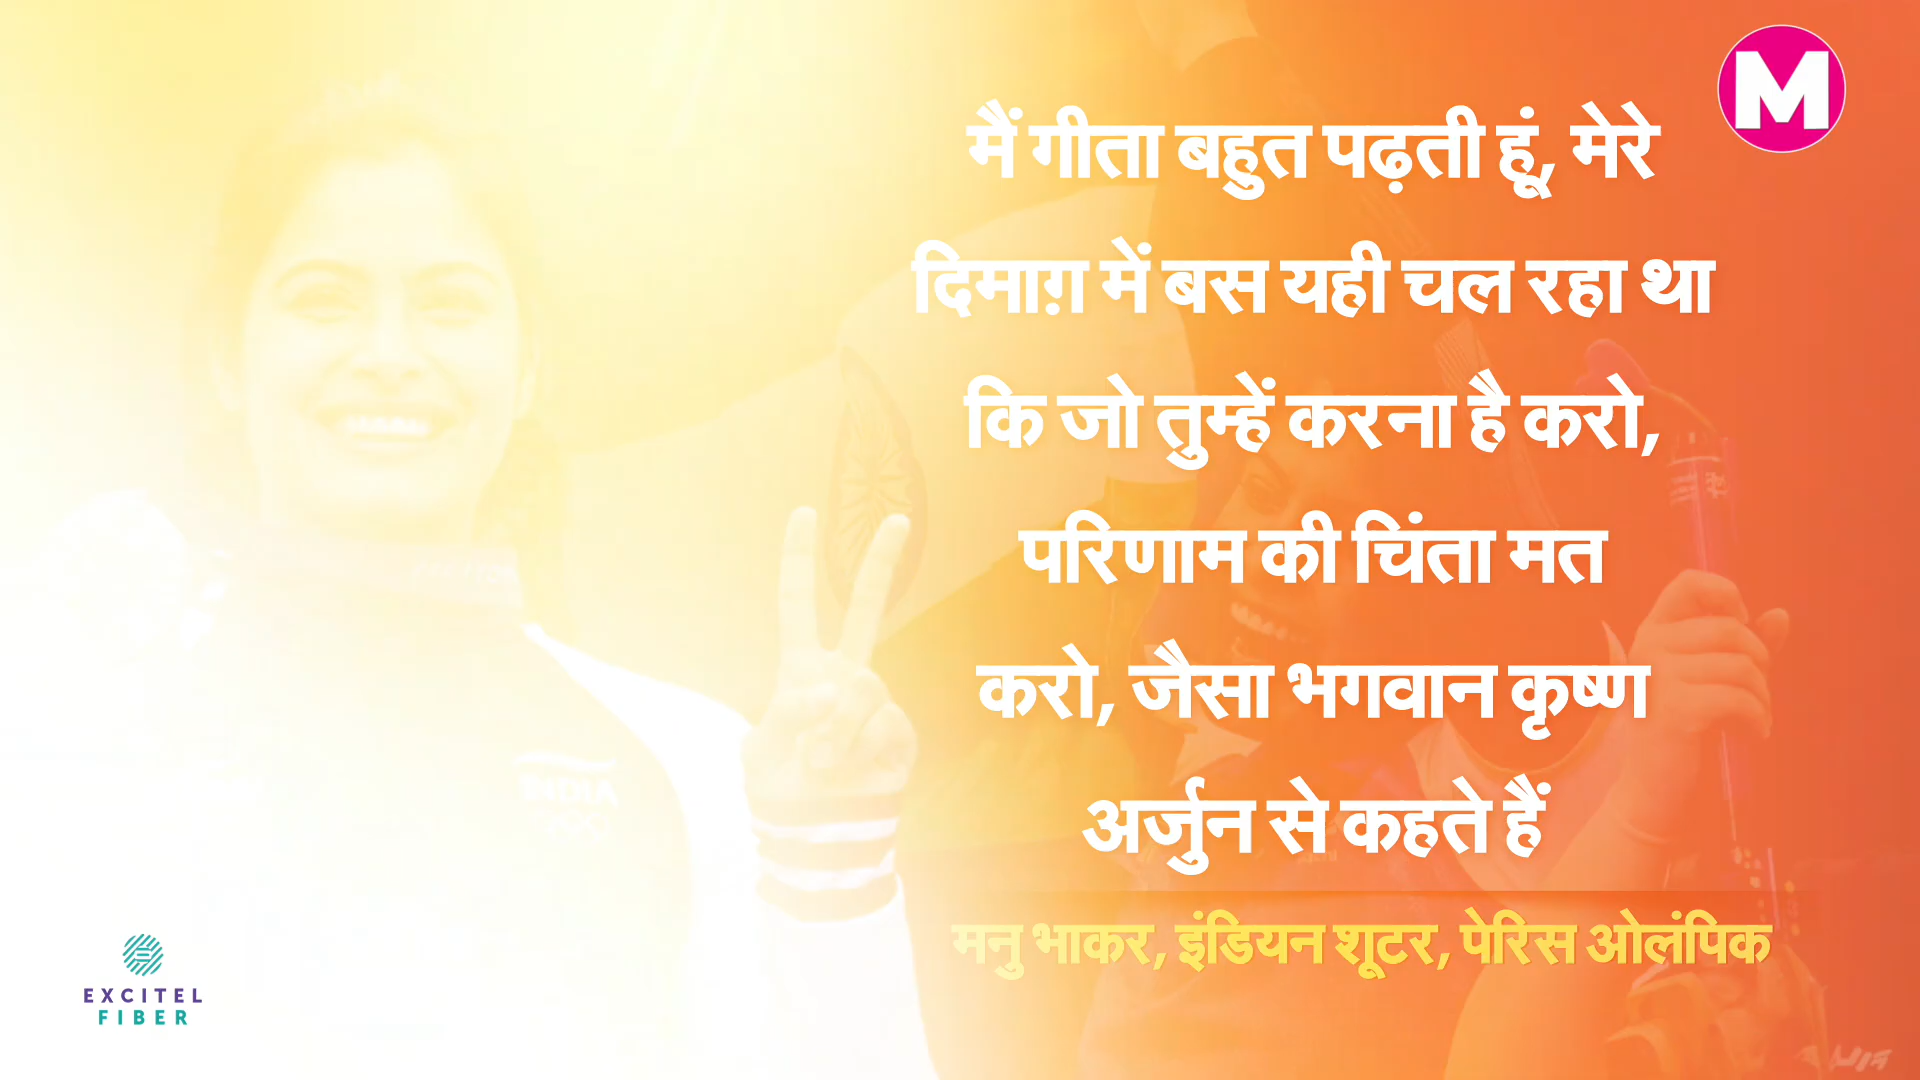 M
मैं गीता बहुत पढ़ती हूं, मेरे
दिमाग़ में बस यही चल रहा था
कि जो तुम्हें करना है करो,
परिणाम की चिंता मत
करो, जैसा भगवान कृष्ण
अर्जुन से कहते हैं
मनु भाकर, इंडियन शूटर, पेरिस ओलंपिक
INDIA
EXCITEL
FIBER